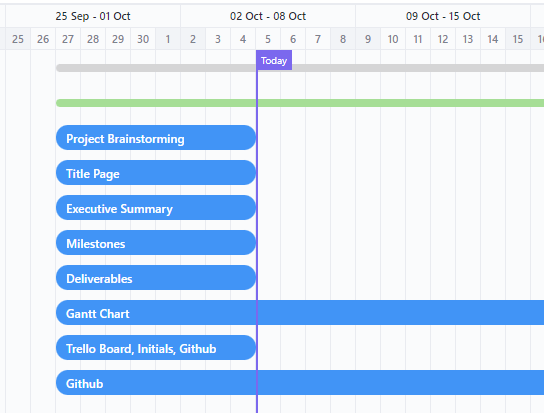 25 Sep - 01 Oct 02 Oct - 08 Oct 09 Oct - 15 Oct
25 26 27 28 29 30 1 2 3 4 5 6 7 8 9 10 11 12 13 14 15
Today
Project Brainstorming
Title Page
Executive Summary
Milestones
Deliverables
Gantt Chart
Trello Board, Initials, Github
Github